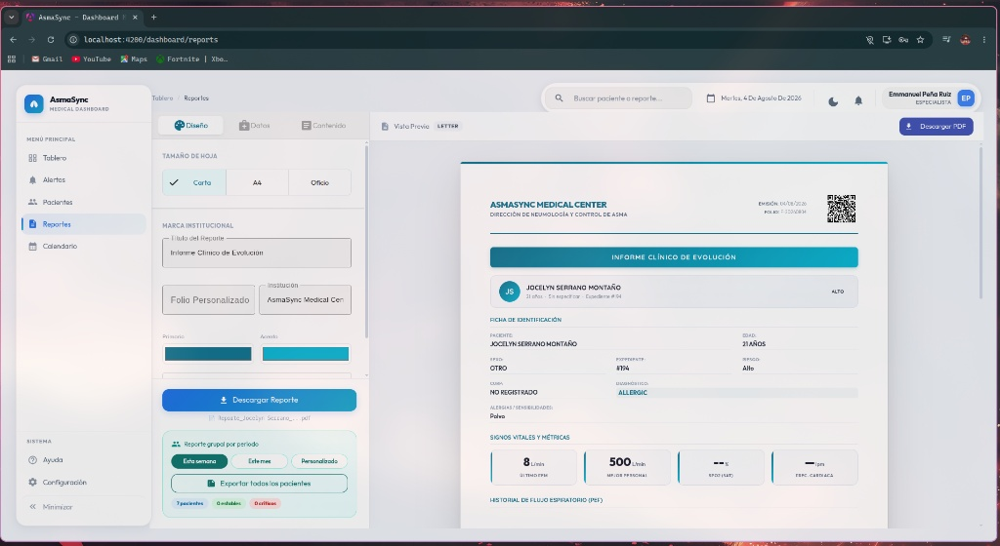 AsmaSync - Dashboard
localhost:4200/dashboard/reports
Gmail
YouTube
Maps
Fortnite | Xbo…
AsmaSync
MEDICAL DASHBOARD
MENÚ PRINCIPAL
Tablero
Alertas
Pacientes
Reportes
Calendario
SISTEMA
Ayuda
Configuración
Minimizar
Tablero / Reportes
Buscar paciente o reporte...
Martes, 4 De Agosto De 2026
Emmanuel Peña Ruiz
ESPECIALISTA
EP
Diseño
Datos
Contenido
TAMAÑO DE HOJA
Carta
A4
Oficio
MARCA INSTITUCIONAL
Título del Reporte
Informe Clínico de Evolución
Folio Personalizado
Institución
AsmaSync Medical Cen
Primario
Acento
Descargar Reporte
Reporte_Jocelyn Serrano_...pdf
Reporte grupal por periodo
Esta semana
Este mes
Personalizado
Exportar todos los pacientes
7 pacientes
0 estables
0 críticos
Vista Previa
LETTER
Descargar PDF
ASMASYNC MEDICAL CENTER
DIRECCIÓN DE NEUMOLOGÍA Y CONTROL DE ASMA
EMISIÓN: 04/08/2026
FOLIO: F-20260804
INFORME CLÍNICO DE EVOLUCIÓN
JS
JOCELYN SERRANO MONTAÑO
21 años · Sin especificar · Expediente #194
ALTO
FICHA DE IDENTIFICACIÓN
PACIENTE:
JOCELYN SERRANO MONTAÑO
EDAD:
21 AÑOS
SEXO:
OTRO
EXPEDIENTE:
#194
RIESGO:
Alto
CURP:
NO REGISTRADO
DIAGNÓSTICO:
ALLERGIC
ALERGIAS / SENSIBILIDADES:
Polvo
SIGNOS VITALES Y MÉTRICAS
8 L/min
ÚLTIMO PEM
500 L/min
MEJOR PERSONAL
-- %
SPO2 (SAT)
— lpm
FREC. CARDIACA
HISTORIAL DE FLUJO ESPIRATORIO (PEF)